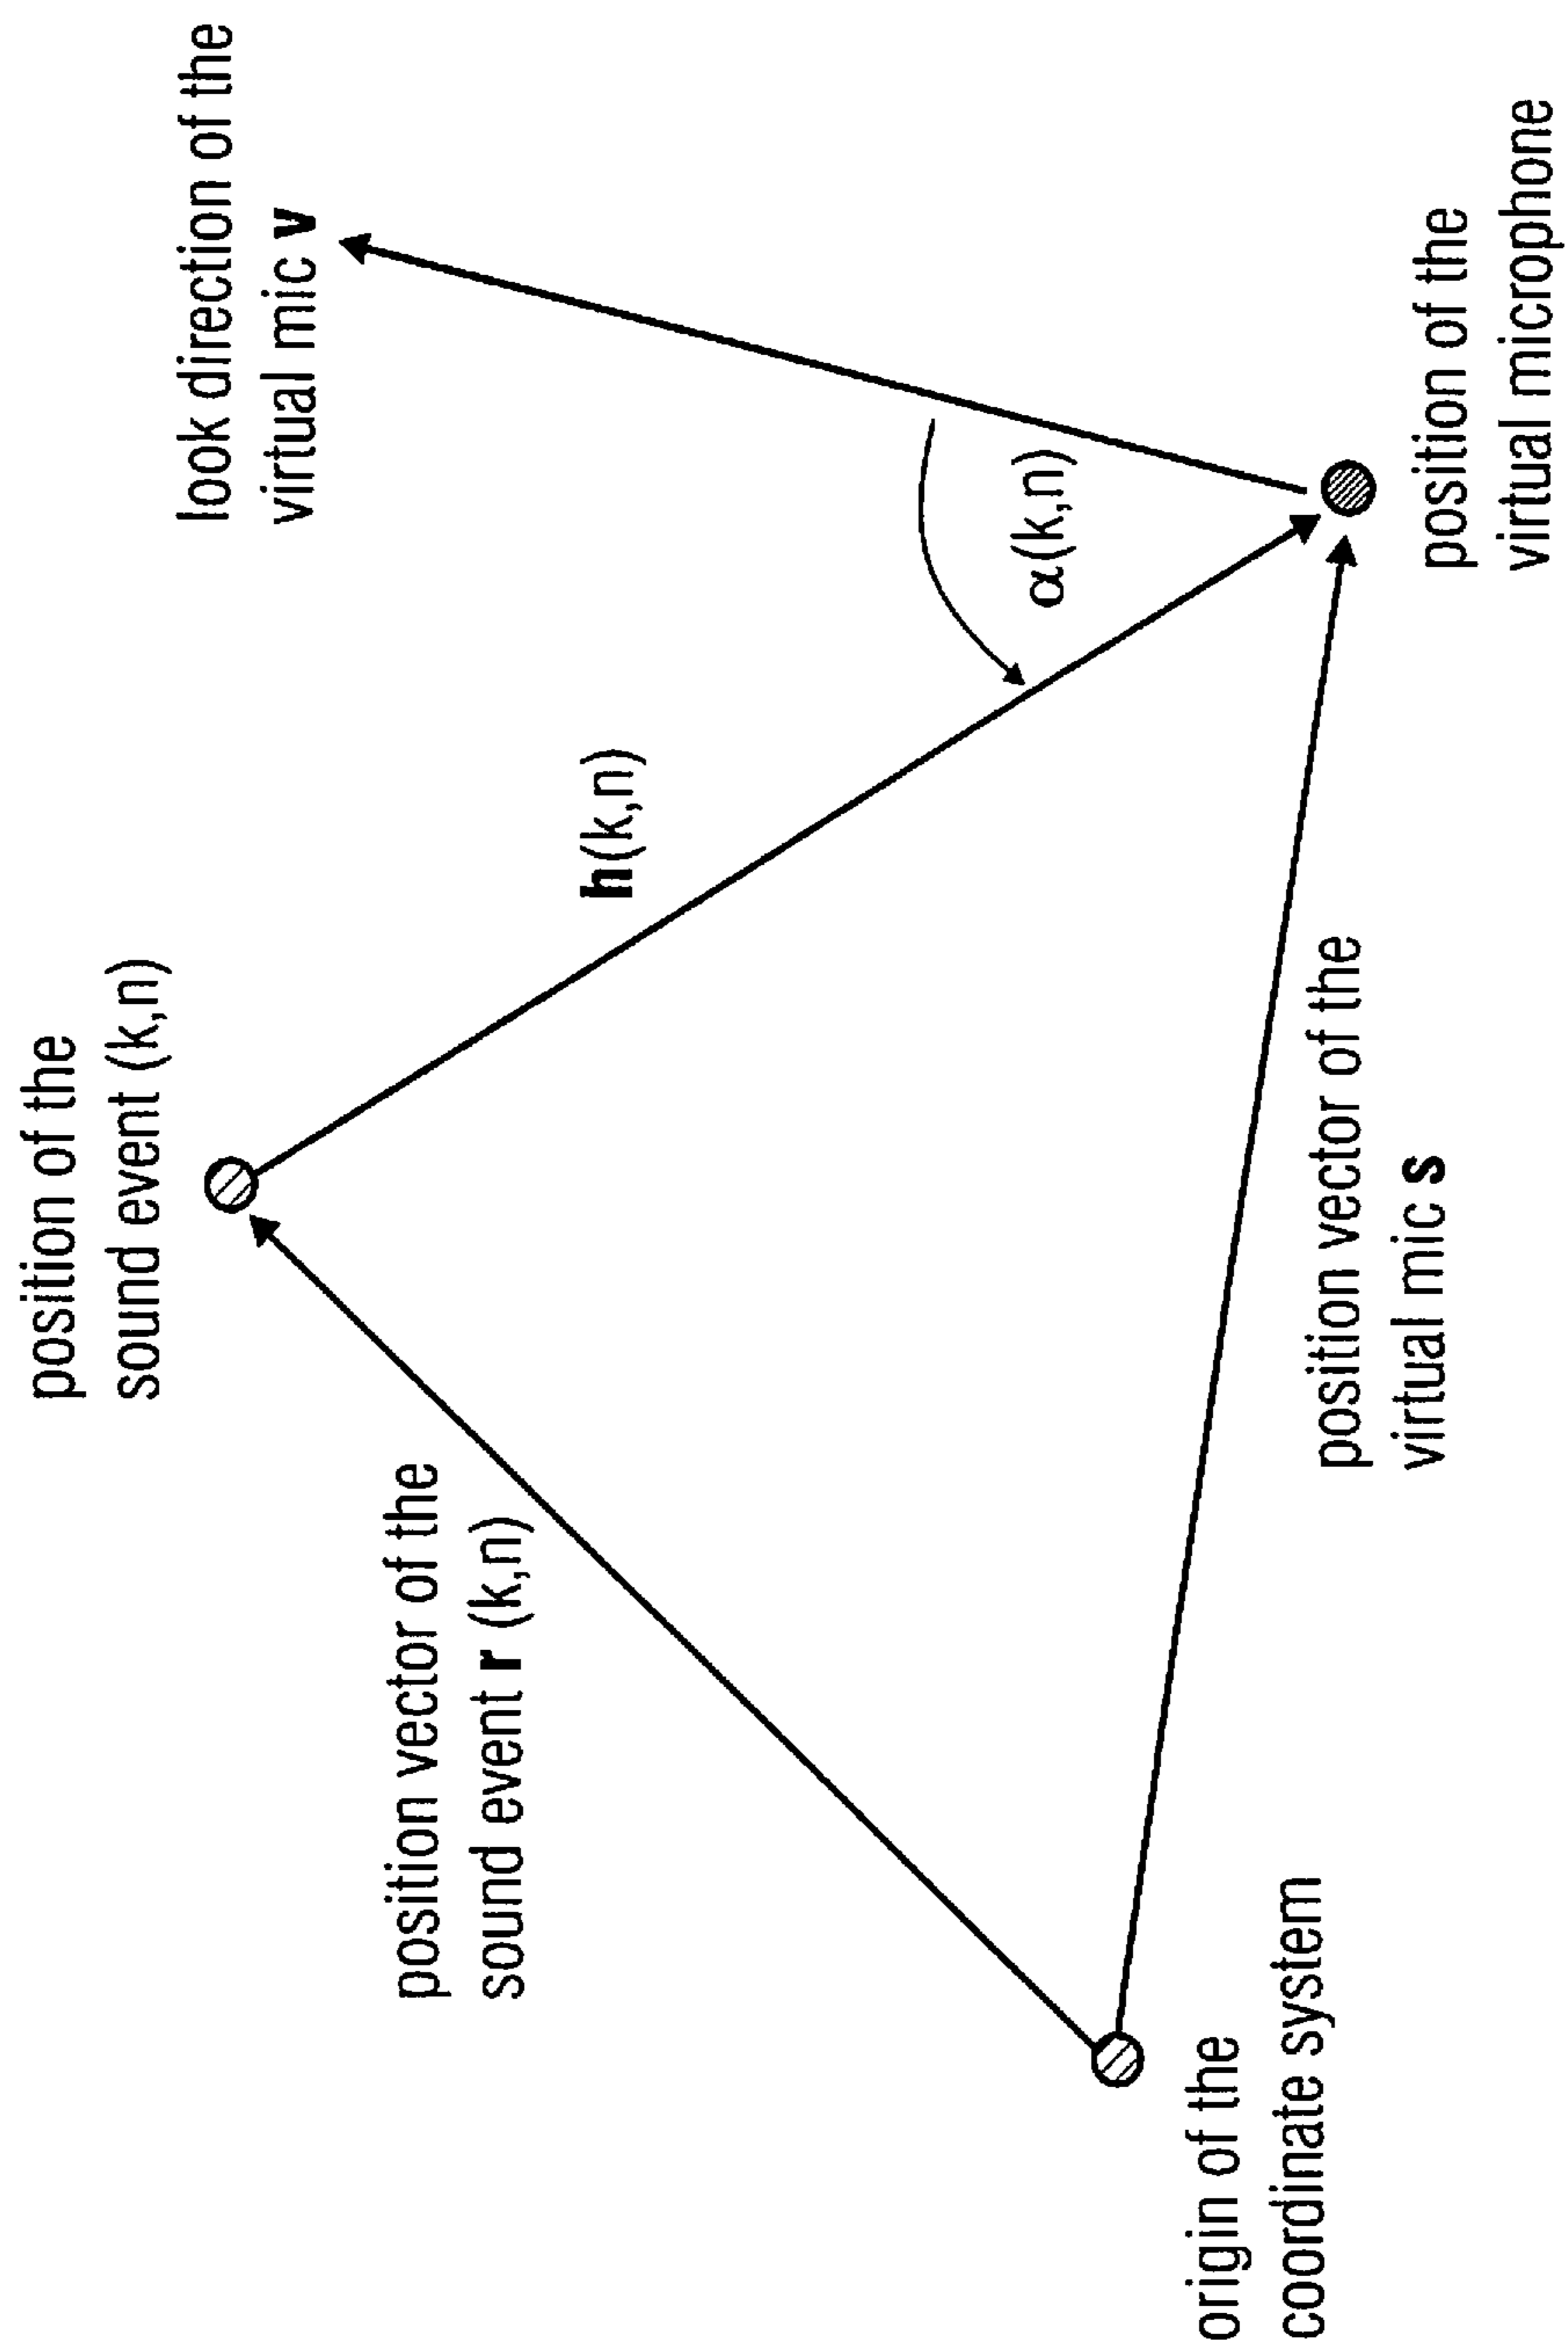 position of the
sound event (k,n)
look direction of the
virtual mic v
position vector of the
sound event r (k,n)
h(k,n)
α(k,n)
origin of the
coordinate system
position vector of the
virtual mic s
position of the
virtual microphone